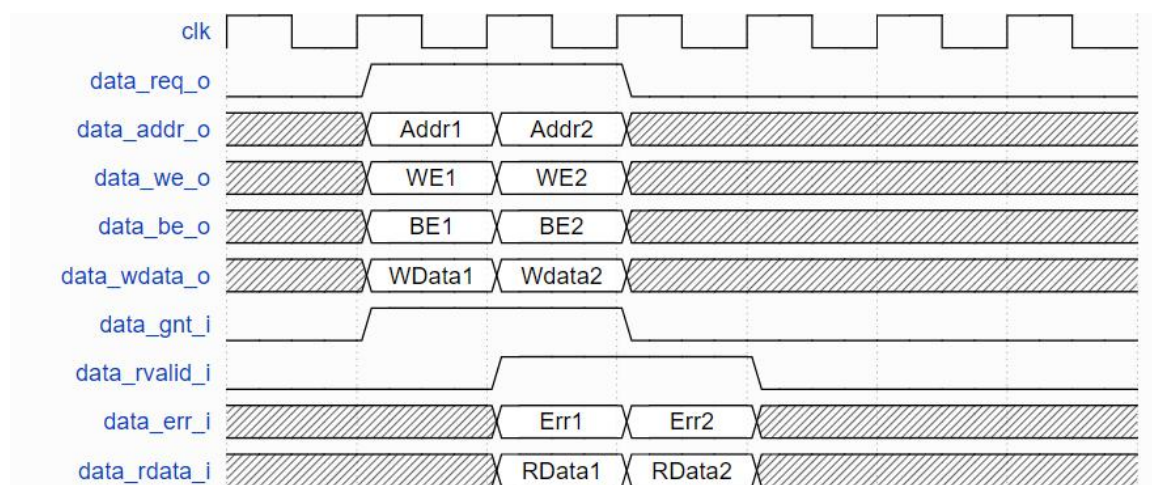 clk
data_req_o
data_addr_o Addr1 Addr2
data_we_o WE1 WE2
data_be_o BE1 BE2
data_wdata_o WData1 Wdata2
data_gnt_i
data_rvalid_i
data_err_i Err1 Err2
data_rdata_i RData1 RData2